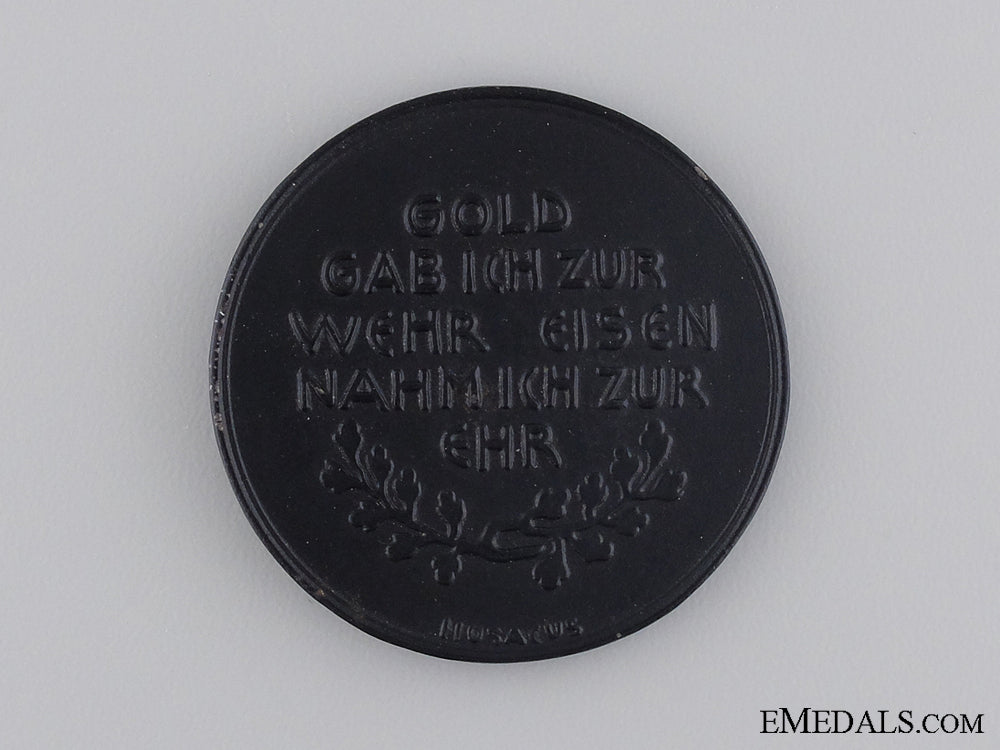 GOLD
GAB ICH ZUR
WEHR EISEN
NAHM ICH ZUR
EHR
HOSAEUS
EMEDALS.COM